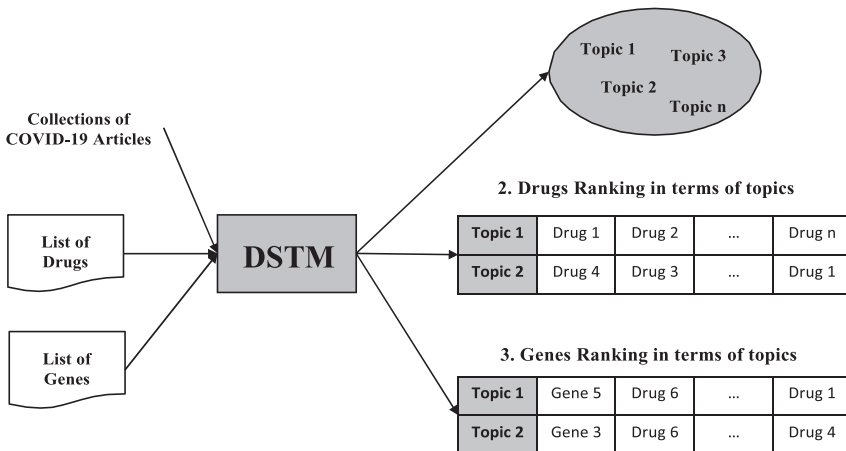 Topic 1
Topic 3
Topic 2
Topic n
Collections of
COVID-19 Articles
List of
Drugs
List of
Genes
DSTM
2. Drugs Ranking in terms of topics
Topic 1 Drug 1 Drug 2 ... Drug n
Topic 2 Drug 4 Drug 3 ... Drug 1
3. Genes Ranking in terms of topics
Topic 1 Gene 5 Drug 6 ... Drug 1
Topic 2 Gene 3 Drug 6 ... Drug 4